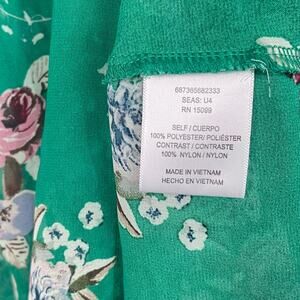 667365682333
SEAS: U4
RN 15099
SELF / CUERPO
100% POLYESTER/ POLIÉSTER
CONTRAST / CONTRASTE
100% NYLON / NYLON
MADE IN VIETNAM
HECHO EN VIETNAM